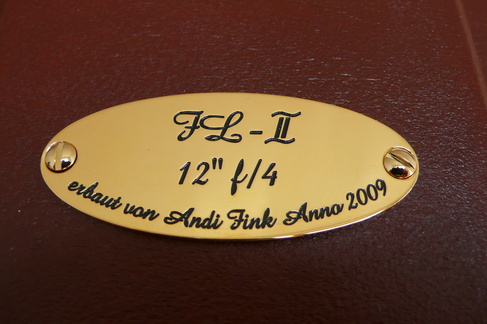 FL-II
12" f/4
erbaut von Andi Fink Anno 2009